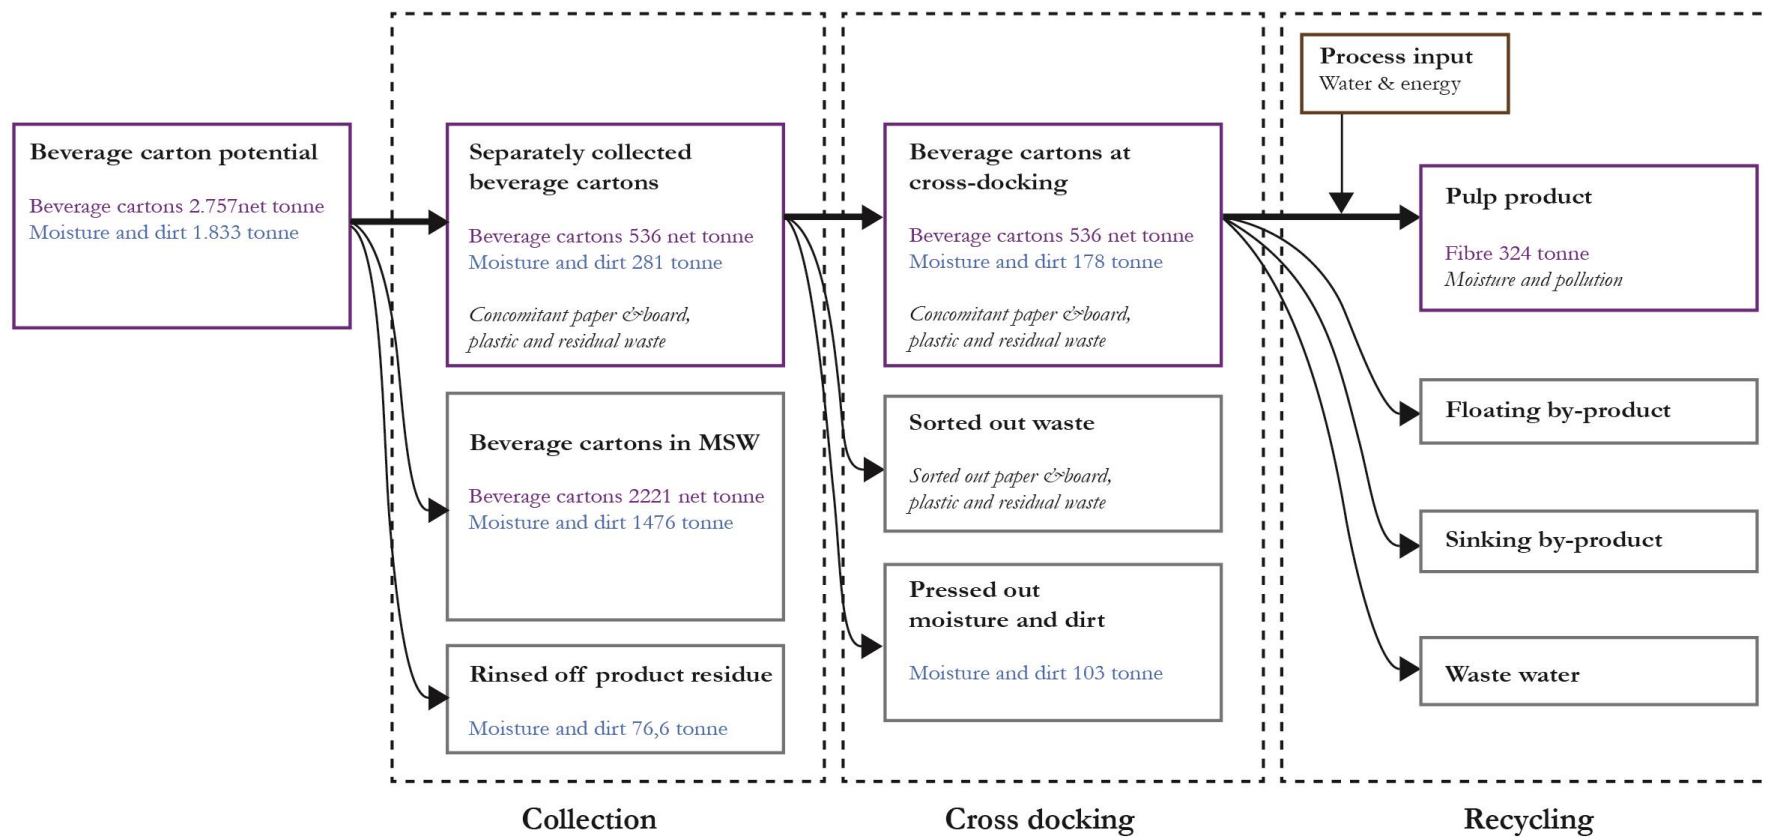 Beverage carton potential
Beverage cartons 2.757net tonne
Moisture and dirt 1.833 tonne
Separately collected
beverage cartons
Beverage cartons 536 net tonne
Moisture and dirt 281 tonne
Concomitant paper &board,
plastic and residual waste
Beverage cartons in MSW
Beverage cartons 2221 net tonne
Moisture and dirt 1476 tonne
Rinsed off product residue
Moisture and dirt 76,6 tonne
Collection
Beverage cartons at
cross-docking
Beverage cartons 536 net tonne
Moisture and dirt 178 tonne
Concomitant paper &board,
plastic and residual waste
Sorted out waste
Sorted out paper &board,
plastic and residual waste
Pressed out
moisture and dirt
Moisture and dirt 103 tonne
Cross docking
Process input
Water & energy
Pulp product
Fibre 324 tonne
Moisture and pollution
Floating by-product
Sinking by-product
Waste water
Recycling